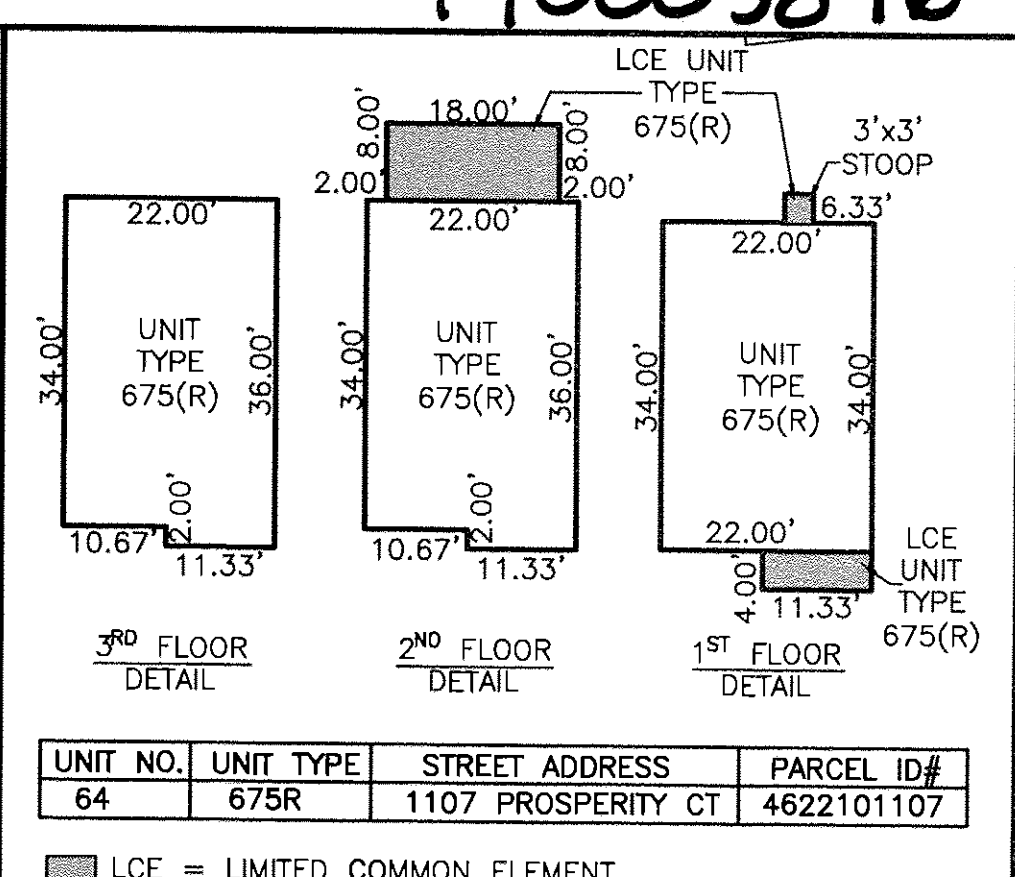 LCE UNIT
TYPE
675(R)
3'x3'
STOOP
18.00'
8.00'
8.00'
2.00'
2.00'
6.33'
22.00'
22.00'
22.00'
34.00'
UNIT
TYPE
675(R)
36.00'
34.00'
UNIT
TYPE
675(R)
36.00'
34.00'
UNIT
TYPE
675(R)
34.00'
10.67'
2.00'
11.33'
10.67'
2.00'
11.33'
22.00'
4.00'
11.33'
LCE
UNIT
TYPE
675(R)
3RD FLOOR
DETAIL
2ND FLOOR
DETAIL
1ST FLOOR
DETAIL
UNIT NO. UNIT TYPE STREET ADDRESS PARCEL ID#
64 675R 1107 PROSPERITY CT 4622101107
LCE = LIMITED COMMON ELEMENT